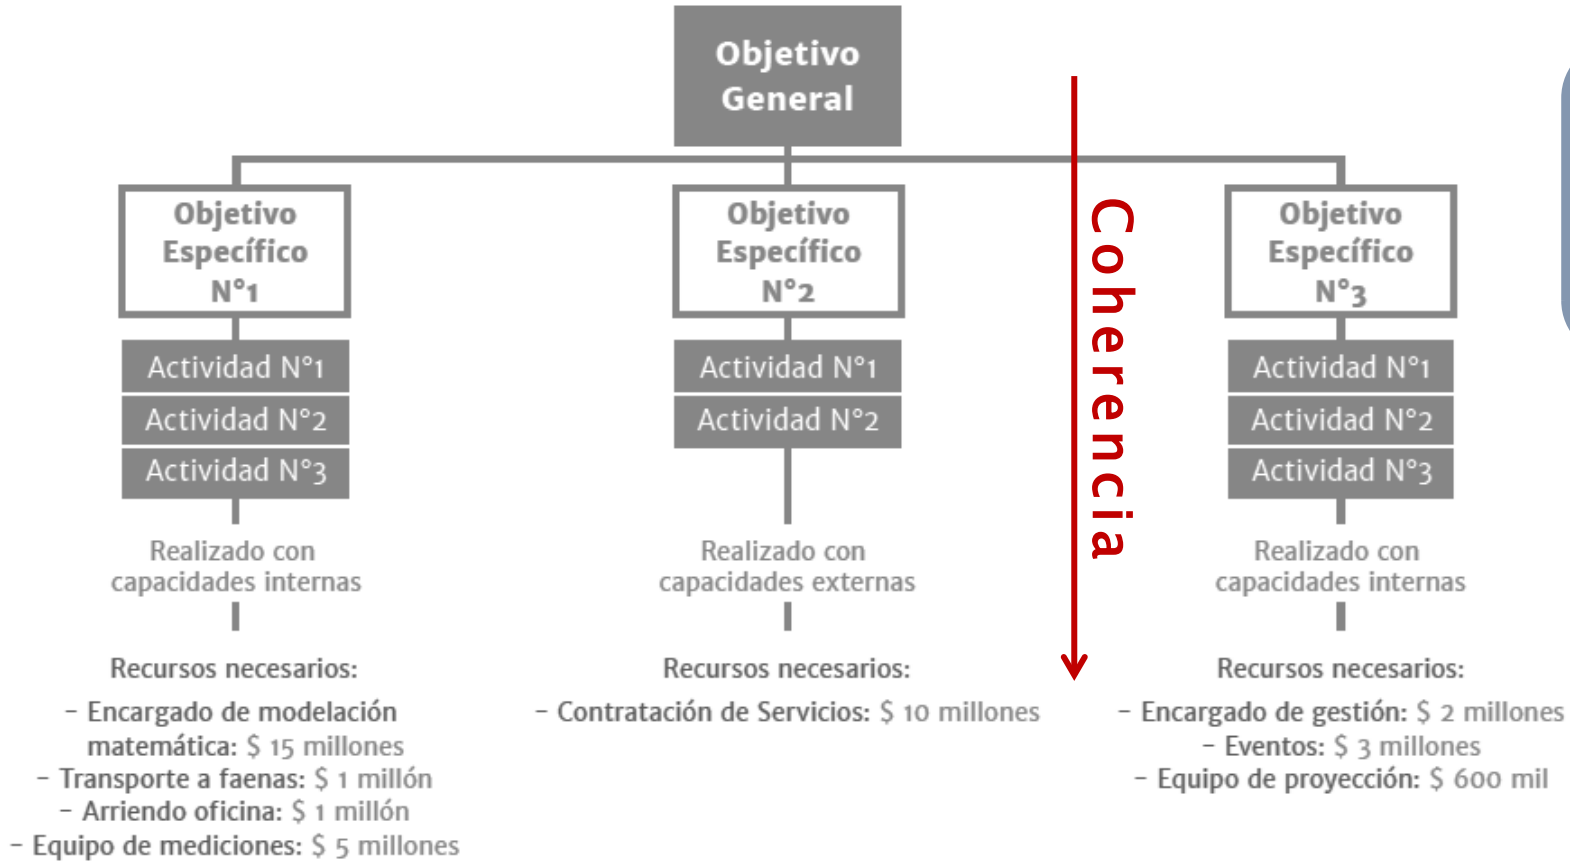 Objetivo
General
Objetivo
Específico
N°1
Actividad N°1
Actividad N°2
Actividad N°3
Realizado con
capacidades internas
Recursos necesarios:
- Encargado de modelación
matemática: $ 15 millones
- Transporte a faenas: $ 1 millón
- Arriendo oficina: $ 1 millón
- Equipo de mediciones: $ 5 millones
Objetivo
Específico
N°2
Actividad N°1
Actividad N°2
Realizado con
capacidades externas
Recursos necesarios:
- Contratación de Servicios: $ 10 millones
Coherencia
Objetivo
Específico
N°3
Actividad N°1
Actividad N°2
Actividad N°3
Realizado con
capacidades internas
Recursos necesarios:
- Encargado de gestión: $ 2 millones
- Eventos: $ 3 millones
- Equipo de proyección: $ 600 mil